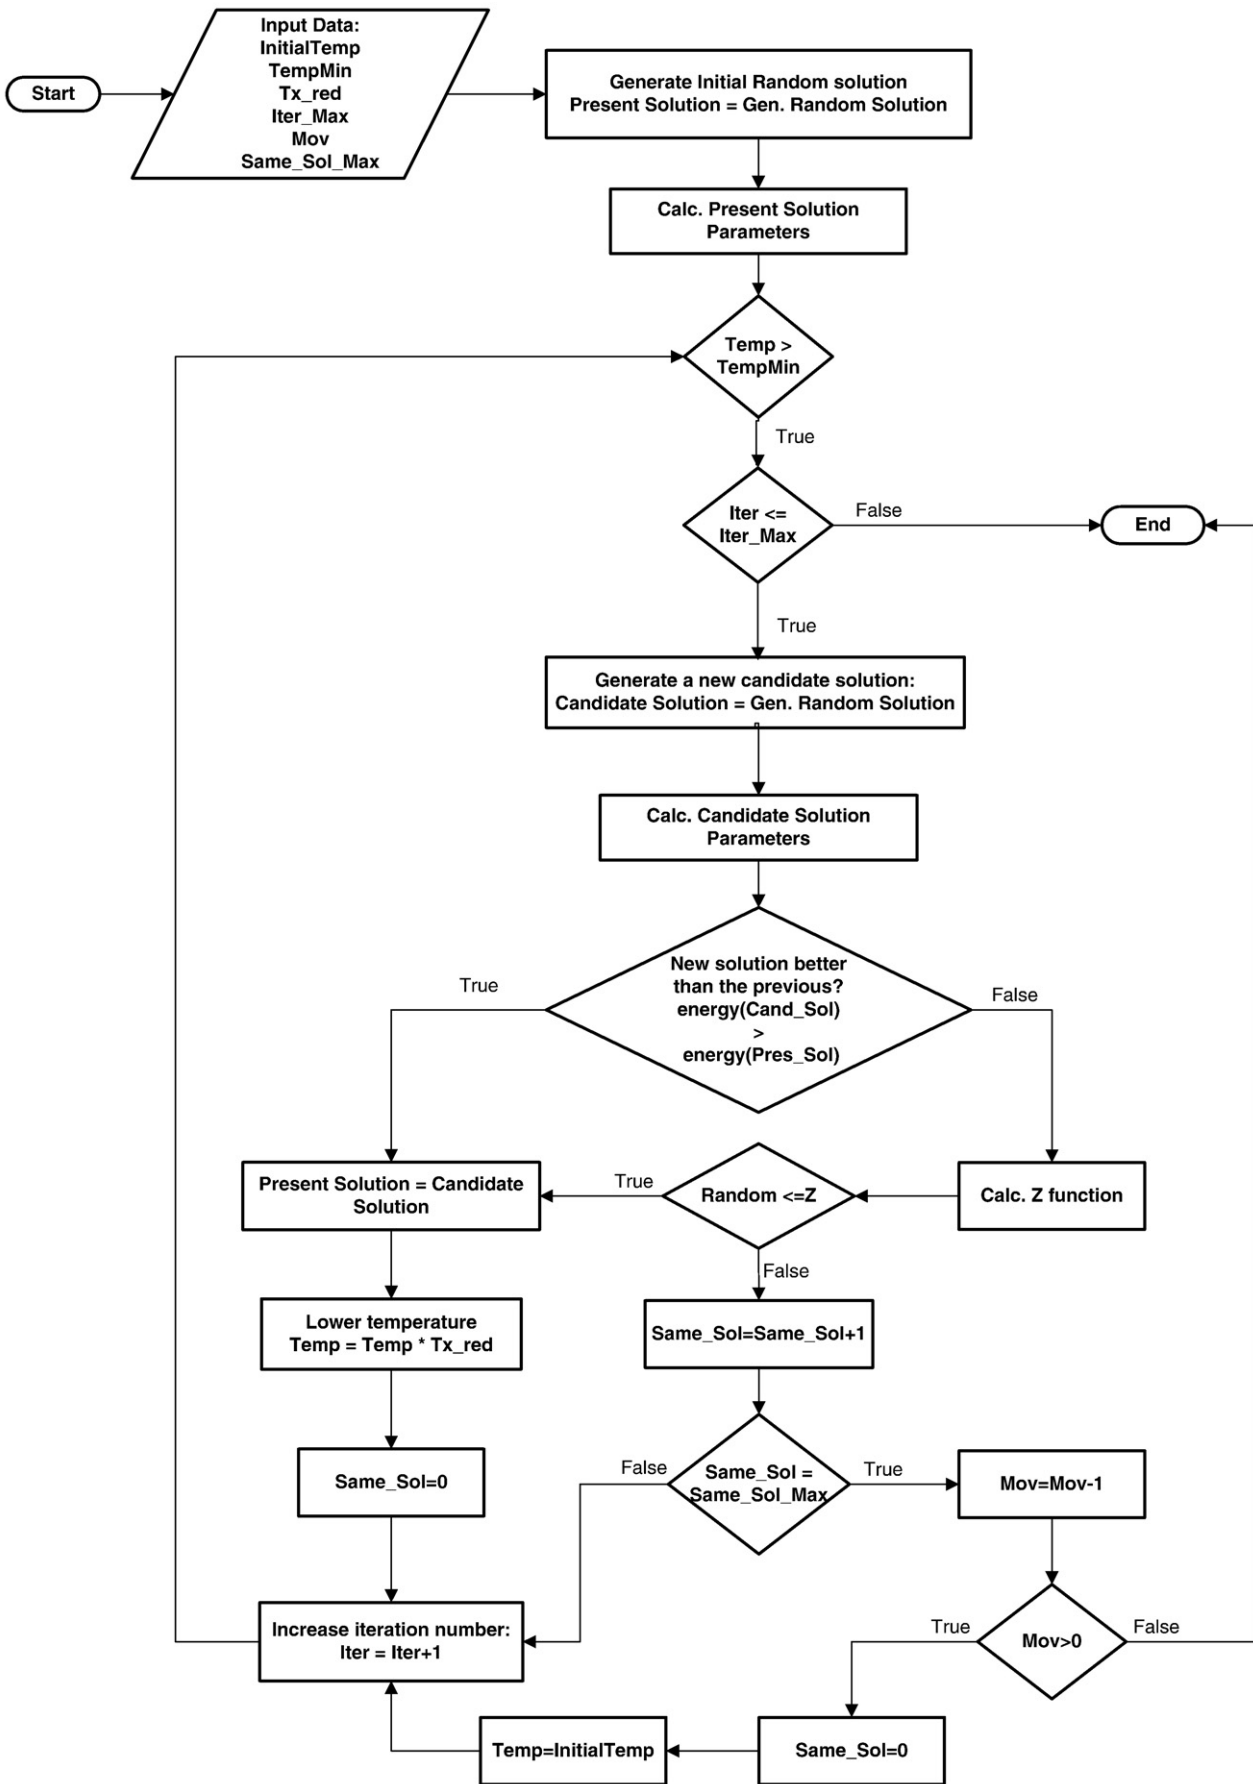 Start
Input Data:
InitialTemp
TempMin
Tx_red
Iter_Max
Mov
Same_Sol_Max
Generate Initial Random solution
Present Solution = Gen. Random Solution
Calc. Present Solution
Parameters
Temp >
TempMin
True
Iter <=
Iter_Max
False
End
True
Generate a new candidate solution:
Candidate Solution = Gen. Random Solution
Calc. Candidate Solution
Parameters
New solution better
than the previous?
energy(Cand_Sol)
>
energy(Pres_Sol)
True
False
Present Solution = Candidate
Solution
True
Random <=Z
Calc. Z function
False
Lower temperature
Temp = Temp * Tx_red
Same_Sol=Same_Sol+1
Same_Sol=0
False
Same_Sol =
Same_Sol_Max
True
Mov=Mov-1
Increase iteration number:
Iter = Iter+1
True
Mov>0
False
Temp=InitialTemp
Same_Sol=0